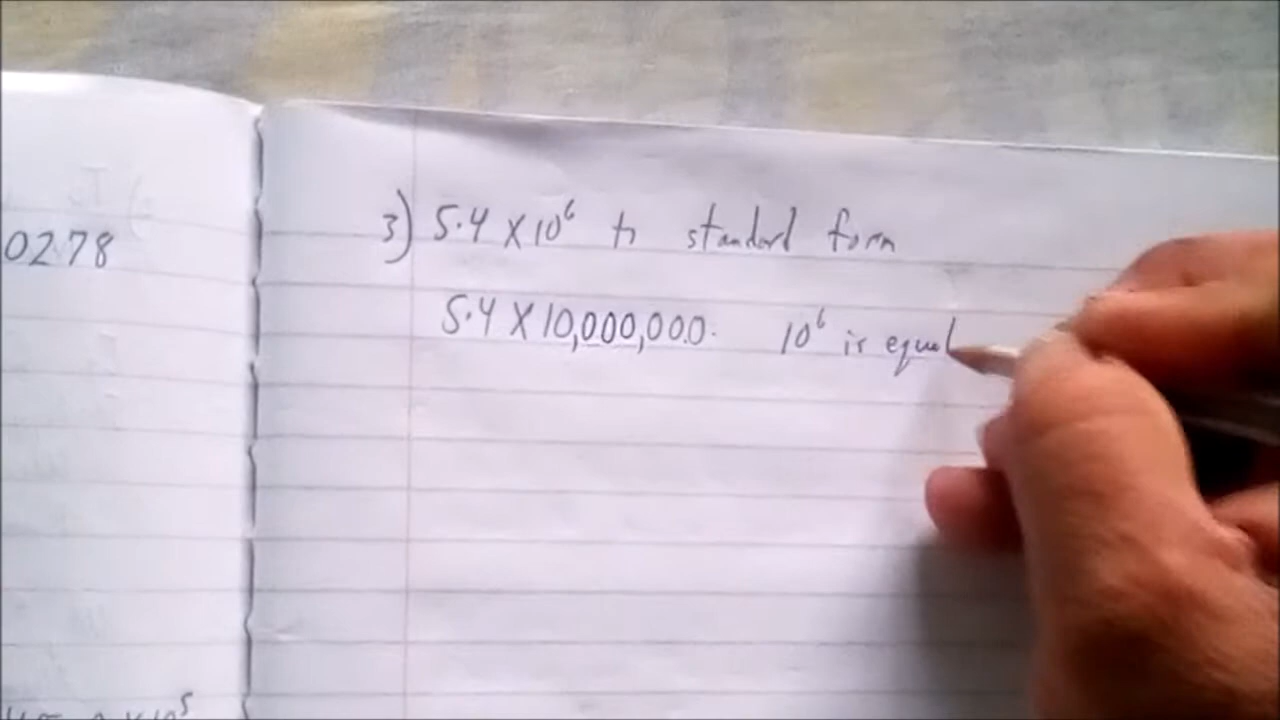 0278
3) 5.4 X 10⁶ to standard form
5.4 X 10,000,000. 10⁶ is equal